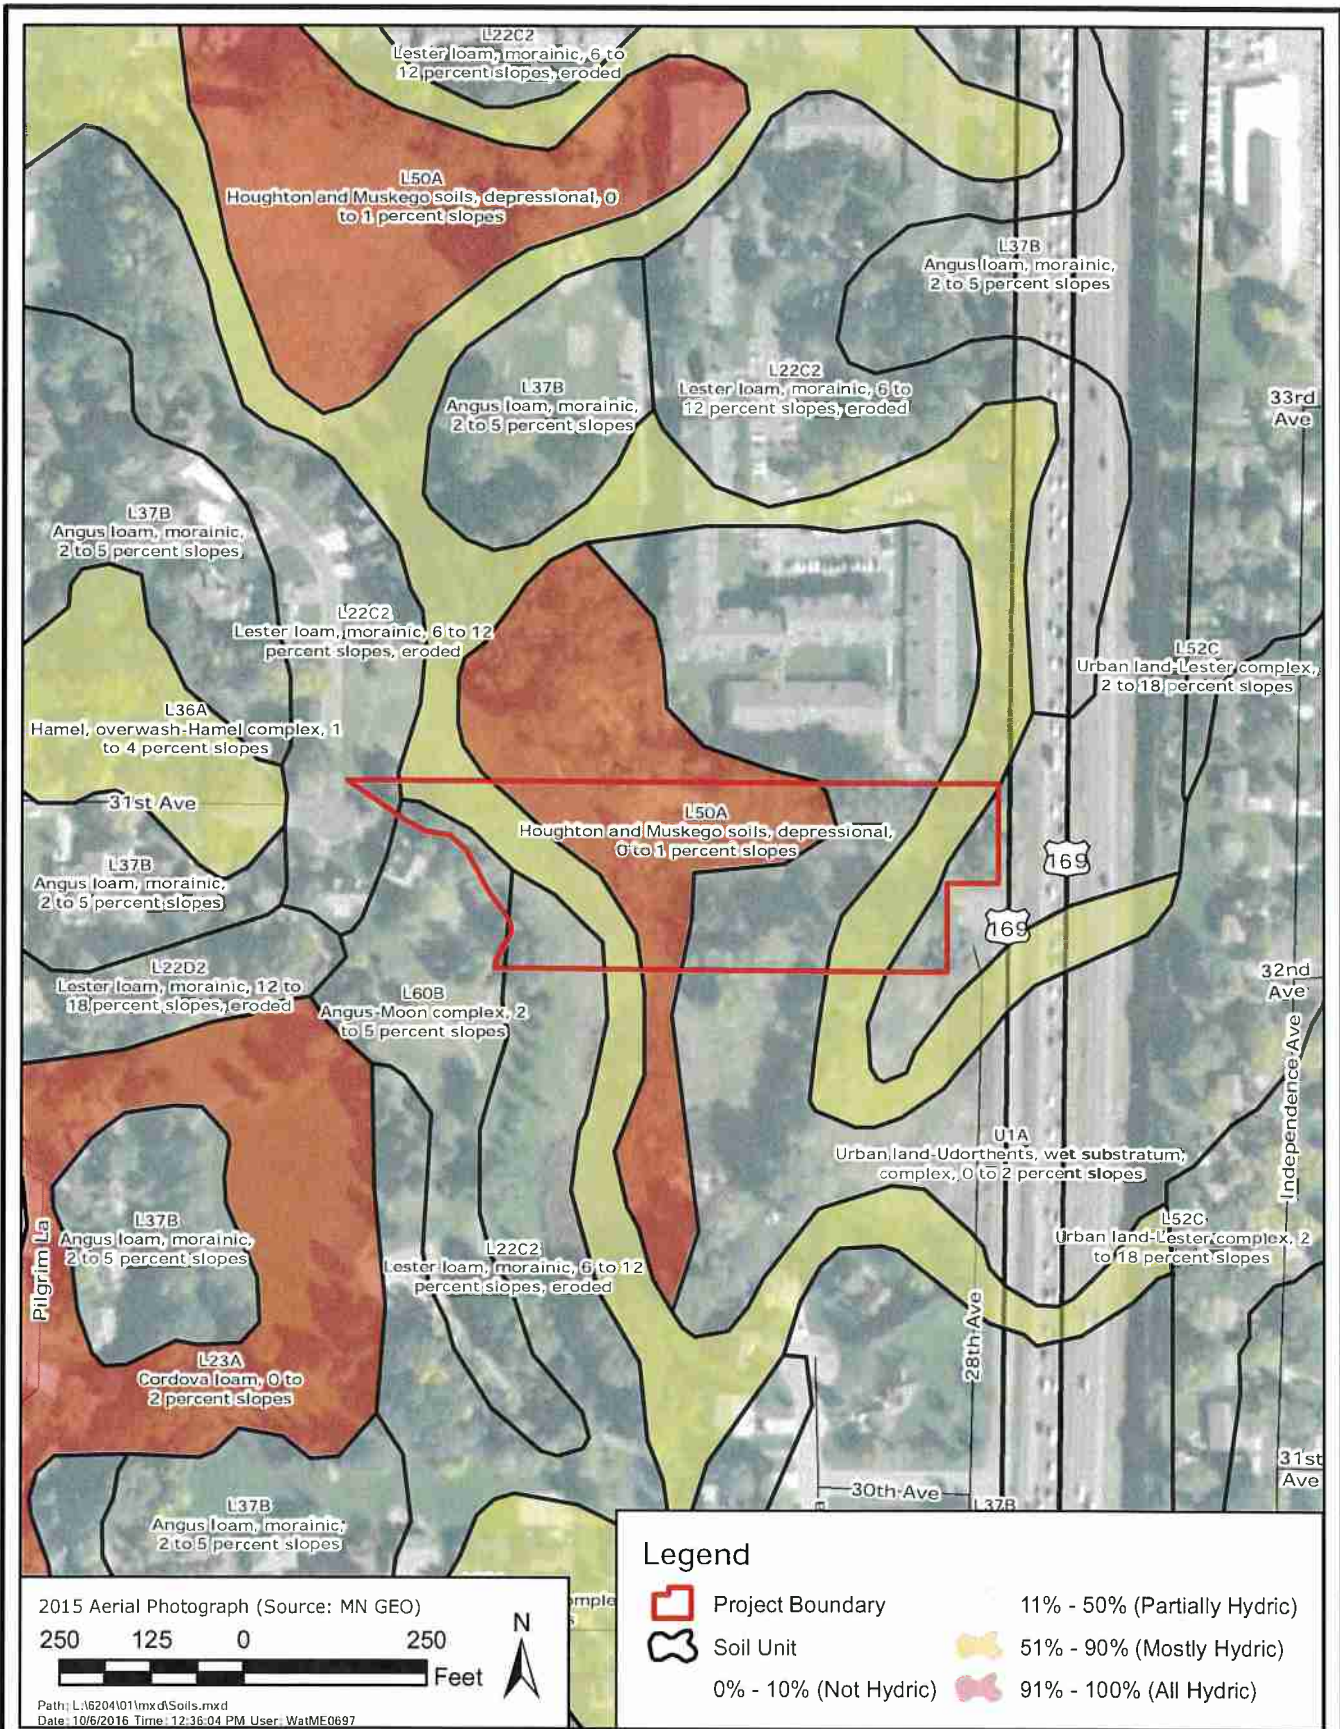 L22C2
Lester loam, morainic, 6 to
12 percent slopes, eroded
L50A
Houghton and Muskego soils, depressional, 0
to 1 percent slopes
L37B
Angus loam, morainic,
2 to 5 percent slopes
L37B
Angus loam, morainic,
2 to 5 percent slopes
L22C2
Lester loam, morainic, 6 to
12 percent slopes, eroded
33rd
Ave
L37B
Angus loam, morainic,
2 to 5 percent slopes
L22C2
Lester loam, morainic, 6 to 12
percent slopes, eroded
L52C
Urban land-Lester complex,
2 to 18 percent slopes
L36A
Hamel, overwash-Hamel complex, 1
to 4 percent slopes
31st Ave
L50A
Houghton and Muskego soils, depressional,
0 to 1 percent slopes
169
L37B
Angus loam, morainic,
2 to 5 percent slopes
169
L22D2
Lester loam, morainic, 12 to
18 percent slopes, eroded
L60B
Angus-Moon complex, 2
to 5 percent slopes
32nd
Ave
Independence Ave
U1A
Urban land-Udorthents, wet substratum,
complex, 0 to 2 percent slopes
L37B
Angus loam, morainic,
2 to 5 percent slopes
Pilgrim La
L22C2
Lester loam, morainic, 6 to 12
percent slopes, eroded
L52C
Urban land-Lester complex, 2
to 18 percent slopes
28th Ave
L23A
Cordova loam, 0 to
2 percent slopes
31st
Ave
30th Ave
L37B
L37B
Angus loam, morainic,
2 to 5 percent slopes
Legend
Project Boundary
Soil Unit
0% - 10% (Not Hydric)
11% - 50% (Partially Hydric)
51% - 90% (Mostly Hydric)
91% - 100% (All Hydric)
2015 Aerial Photograph (Source: MN GEO)
250 125 0 250
Feet
N
Path: L:\6204\01\mxd\Soils.mxd
Date: 10/6/2016 Time: 12:36:04 PM User: WatME0697